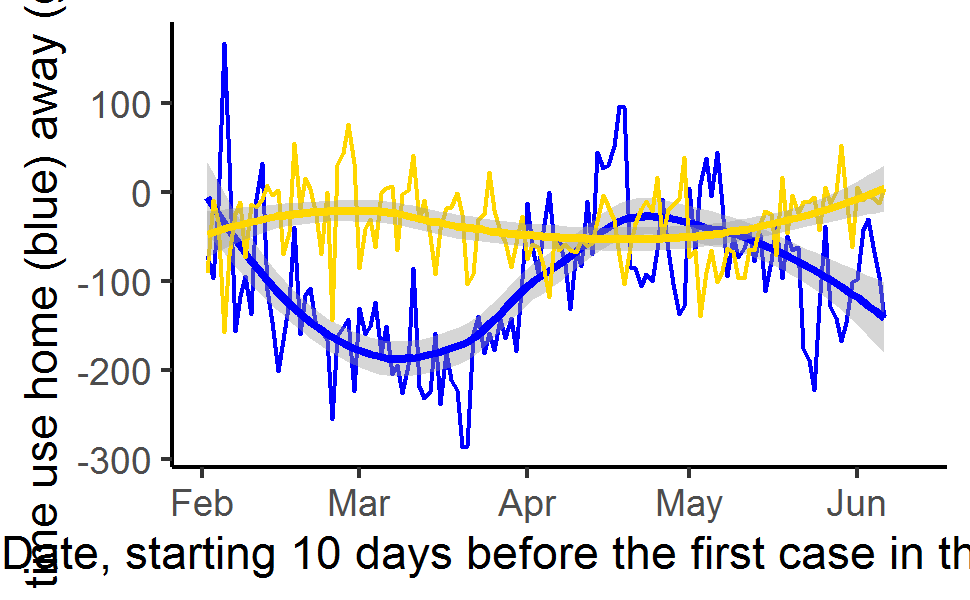 time use home (blue) away (
100
0
-100
-200
-300
Feb Mar Apr May Jun
Date, starting 10 days before the first case in th